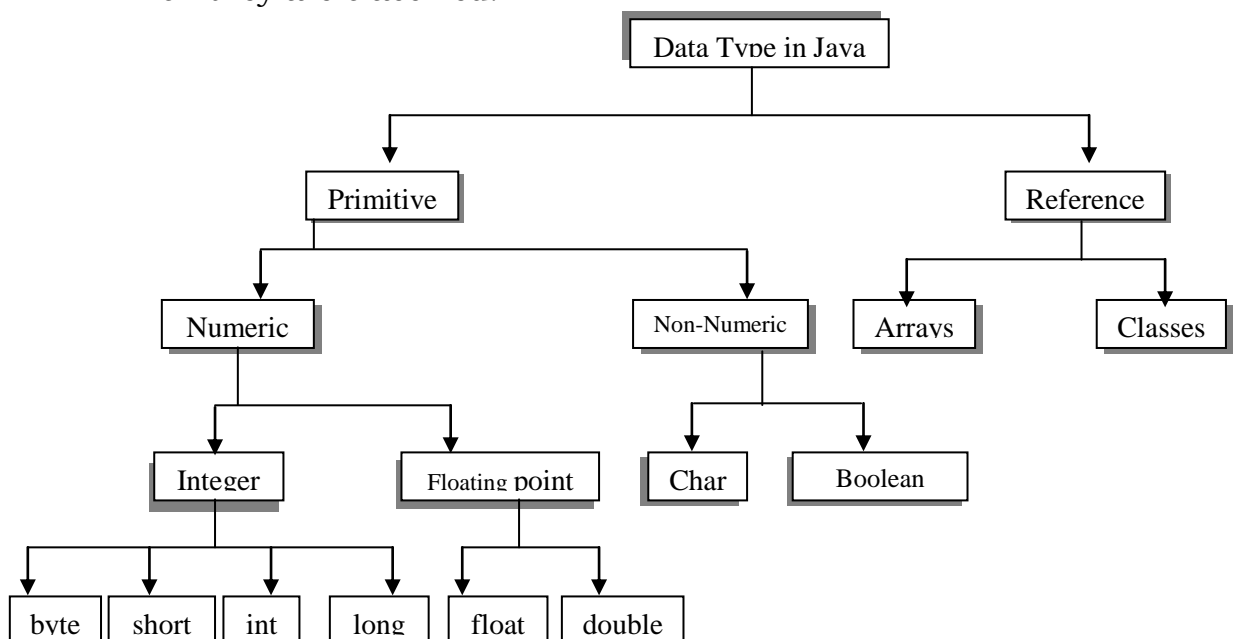 Data Type in Java
Primitive
Reference
Numeric
Non-Numeric
Arrays
Classes
Integer
Floating point
Char
Boolean
byte
short
int
long
float
double